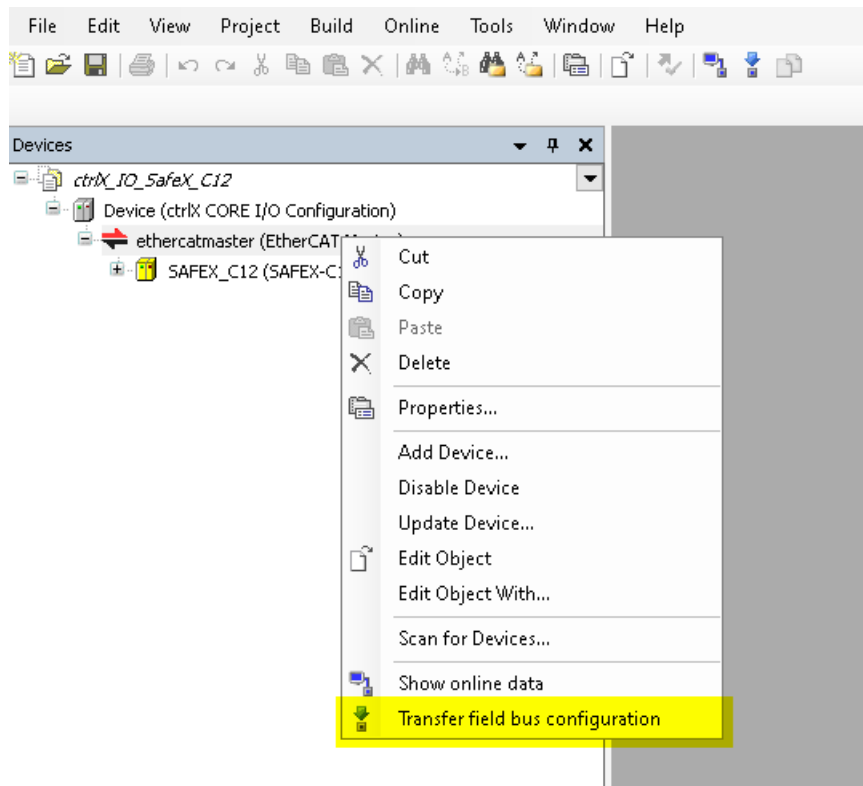 File Edit View Project Build Online Tools Window Help
Devices
ctrlX_IO_SafeX_C12
Device (ctrlX CORE I/O Configuration)
ethercatmaster (EtherCAT
SAFEX_C12 (SAFEX-C
Cut
Copy
Paste
Delete
Properties...
Add Device...
Disable Device
Update Device...
Edit Object
Edit Object With...
Scan for Devices...
Show online data
Transfer field bus configuration